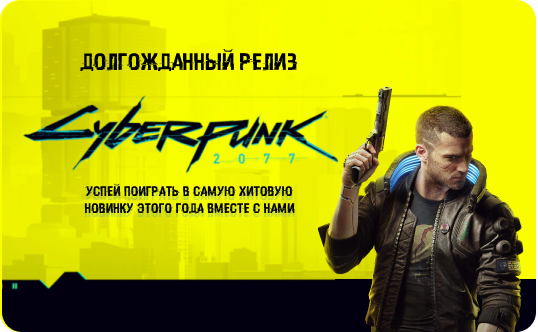 ДОЛГОЖДАННЫЙ РЕЛИЗ
CYBERPUNK
2077
УСПЕЙ ПОИГРАТЬ В САМУЮ ХИТОВУЮ
НОВИНКУ ЭТОГО ГОДА ВМЕСТЕ С НАМИ